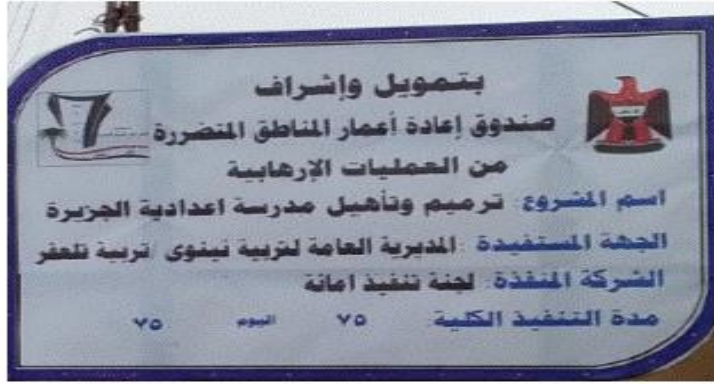 بتمويل وإشراف
صندوق إعادة أعمار المناطق المتضررة
من العمليات الإرهابية
اسم المشروع: ترميم وتأهيل مدرسة اعدادية الجزيرة
الجهة المستفيدة: المديرية العامة لتربية نينوى / تربية تلعفر
الشركة المنفذة: لجنة تنفيذ امانة
مدة التنفيذ الكلية: ٧٥ اليوم ٧٥